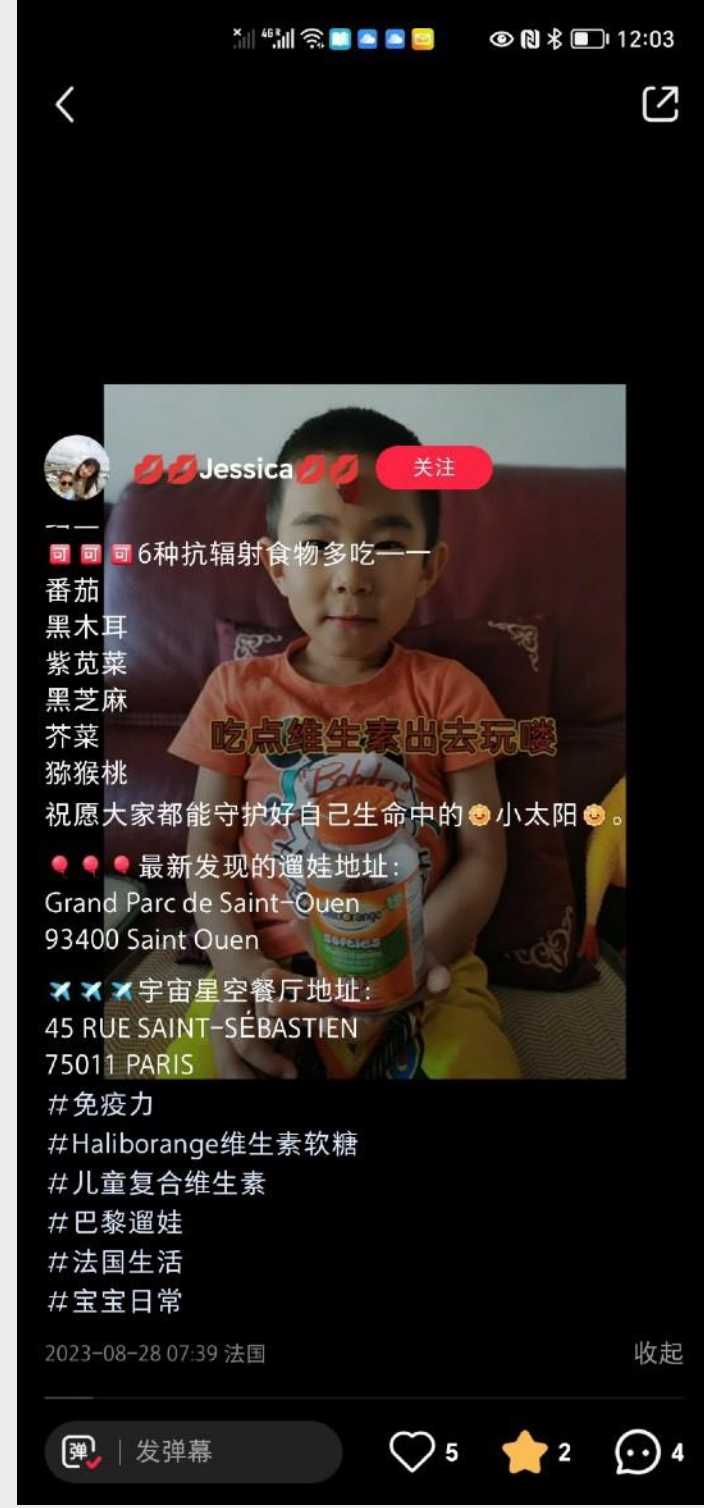 12:03
Jessica
关注
6种抗辐射食物多吃一一
番茄
黑木耳
紫苋菜
黑芝麻
芥菜
猕猴桃
吃点维生素出去玩喽
祝愿大家都能守护好自己生命中的🌞小太阳🌞。
🎈🎈🎈最新发现的遛娃地址:
Grand Parc de Saint-Ouen
93400 Saint Ouen
softies
✈️✈️✈️宇宙星空餐厅地址:
45 RUE SAINT-SÉBASTIEN
75011 PARIS
#免疫力
#Haliborange维生素软糖
#儿童复合维生素
#巴黎遛娃
#法国生活
#宝宝日常
2023-08-28 07:39 法国
收起
弹
发弹幕
5
2
4